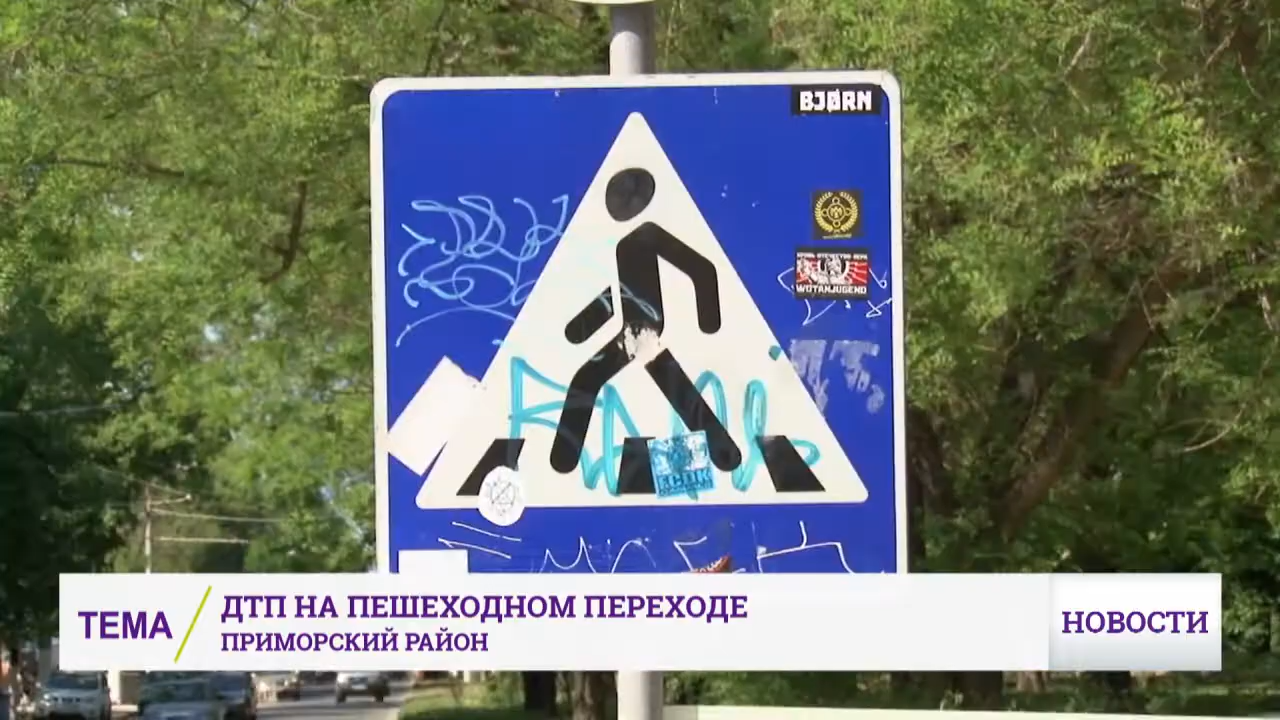 BJØRN
WOTANJUGEND
ТЕМА
ДТП НА ПЕШЕХОДНОМ ПЕРЕХОДЕ
ПРИМОРСКИЙ РАЙОН
НОВОСТИ